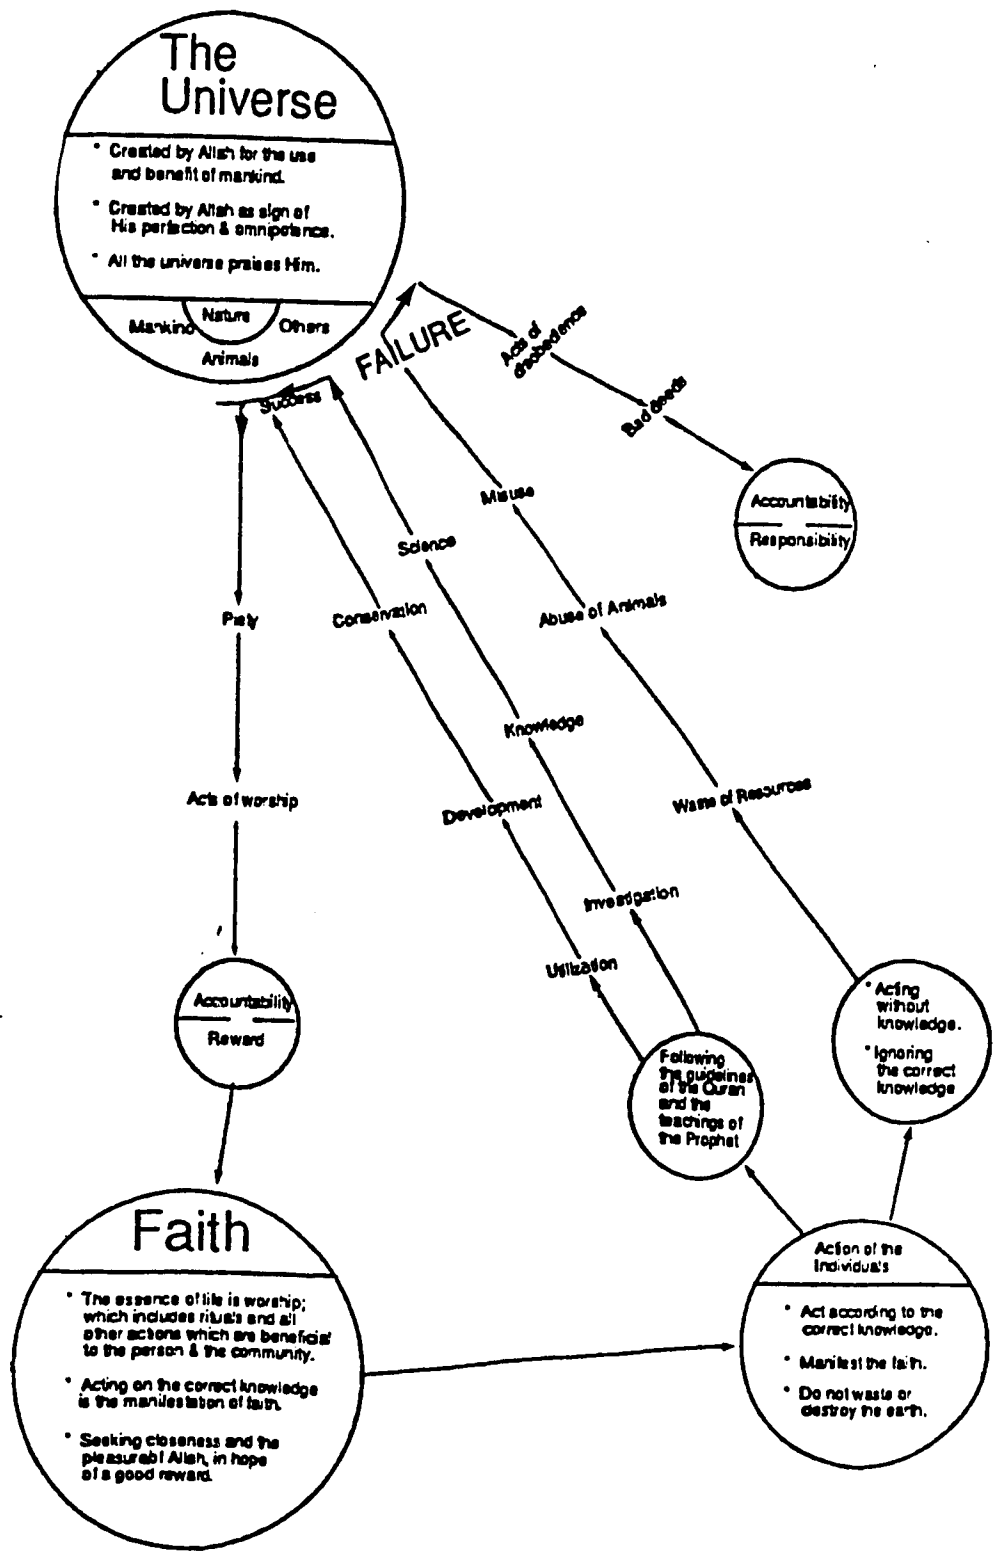 The
Universe
* Created by Allah for the use
and benefit of mankind.
* Created by Allah as sign of
His perfection & omnipotence.
* All the universe praises Him.
Nature
Mankind
Others
Animals
FAILURE
Acts of
disobedience
Bad deeds
Accountability
Responsibility
Success
Misuse
Science
Abuse of Animals
Conservation
Piety
Knowledge
Waste of Resources
Development
Acts of worship
Investigation
Utilization
Accountability
Reward
Following
the guidelines
of the Quran
and the
teachings of
the Prophet
* Acting
without
knowledge.
* Ignoring
the correct
knowledge
Faith
* The essence of life is worship;
which includes rituals and all
other actions which are beneficial
to the person & the community.
* Acting on the correct knowledge
is the manifestation of faith.
* Seeking closeness and the
pleasurabf Allah, in hope
of a good reward.
Action of the
Individuals
* Act according to the
correct knowledge.
* Manifest the faith.
* Do not waste or
destroy the earth.